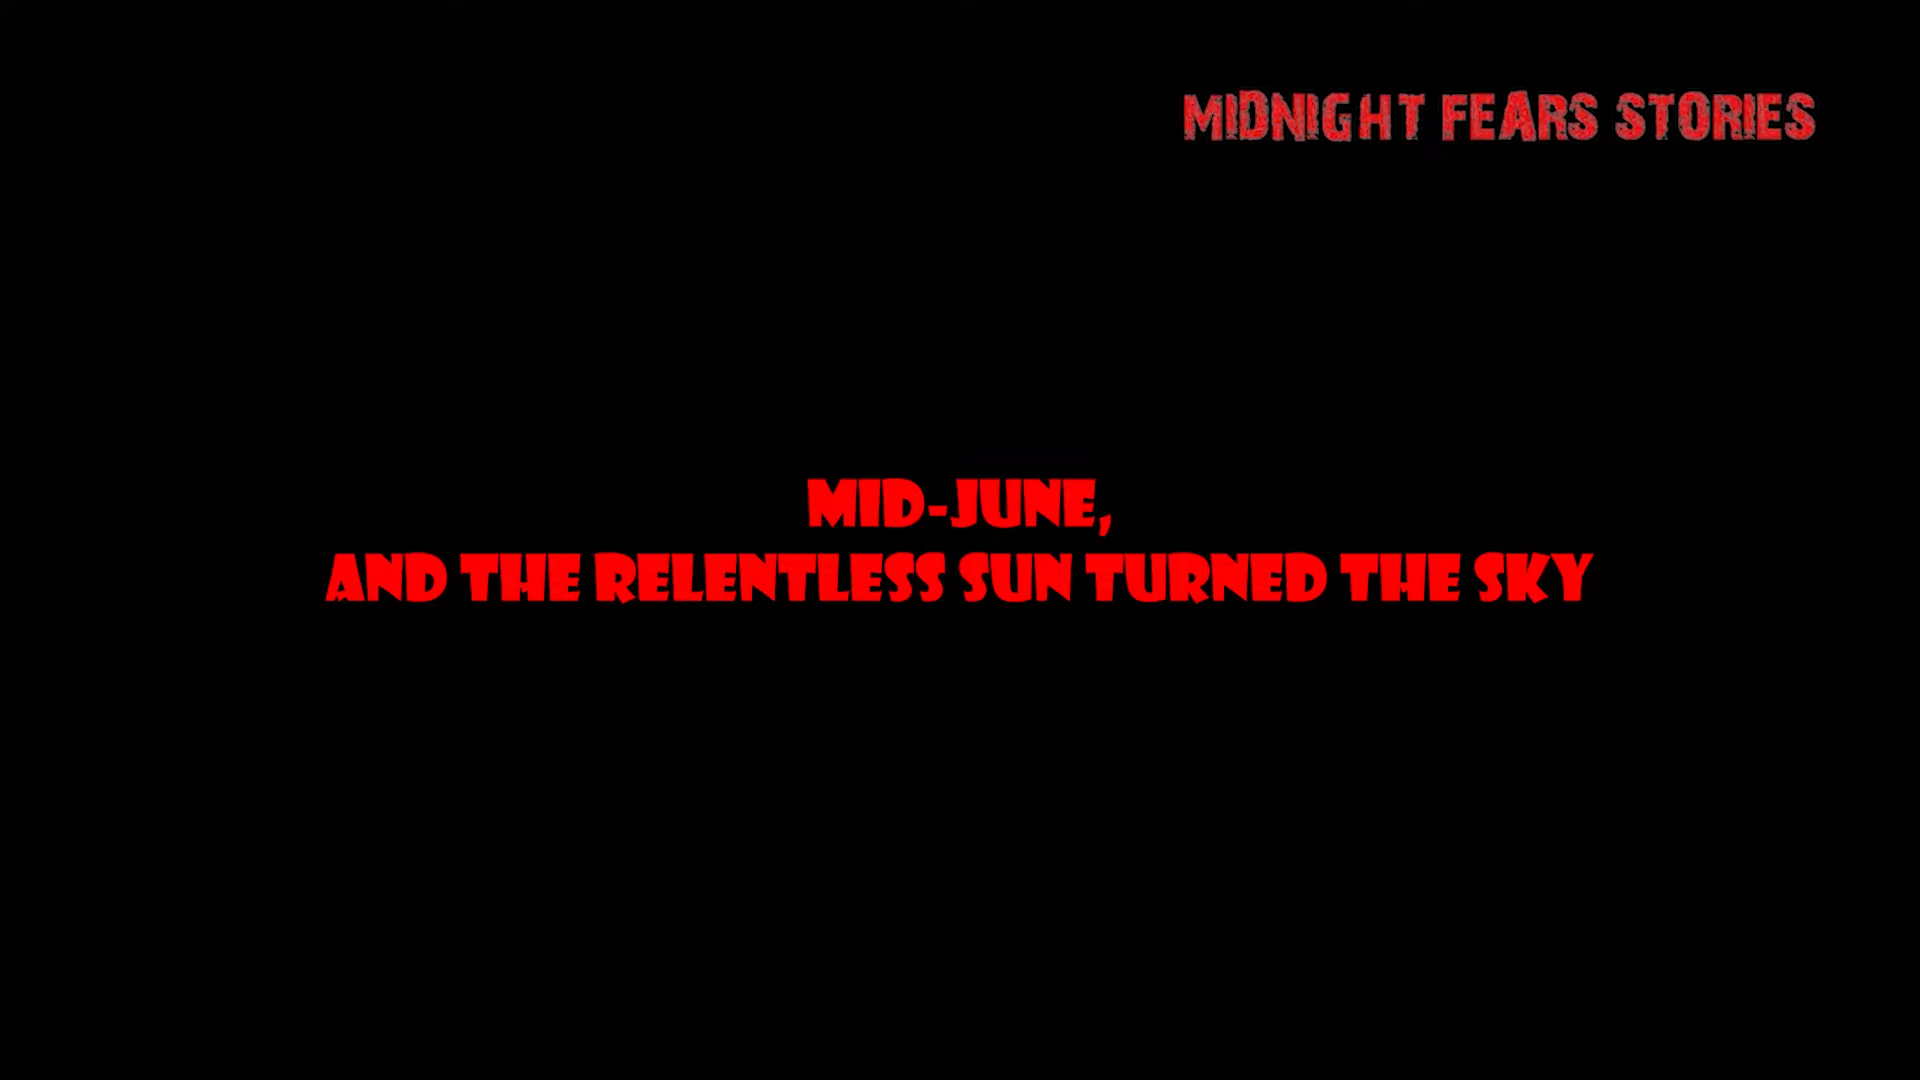 MIDNIGHT FEARS STORIES
MID-JUNE,
AND THE RELENTLESS SUN TURNED THE SKY